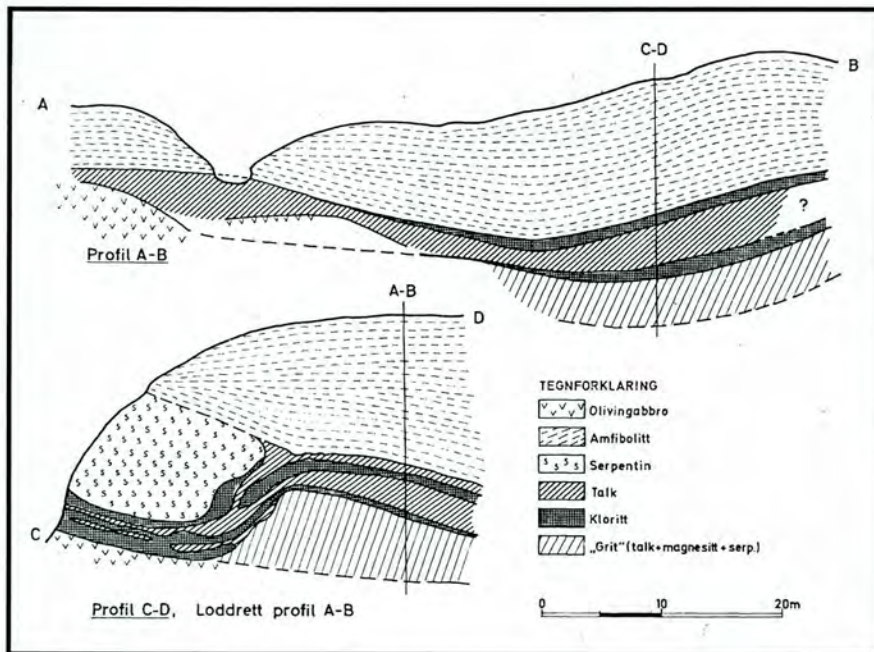 C-D
A
B
?
Profil A-B
A-B
D
C
TEGNFORKLARING
Olivingabbro
Amfibolitt
Serpentin
Talk
Kloritt
„Grit” (talk+magnesitt+serp.)
Profil C-D, Loddrett profil A-B
0 10 20m